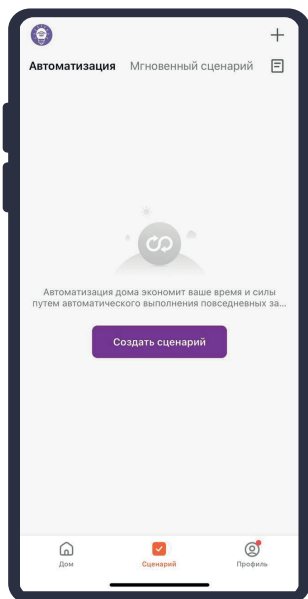 Автоматизация Мгновенный сценарий
Автоматизация дома экономит ваше время и силы
путем автоматического выполнения повседневных за...
Создать сценарий
Дом Сценарий Профиль